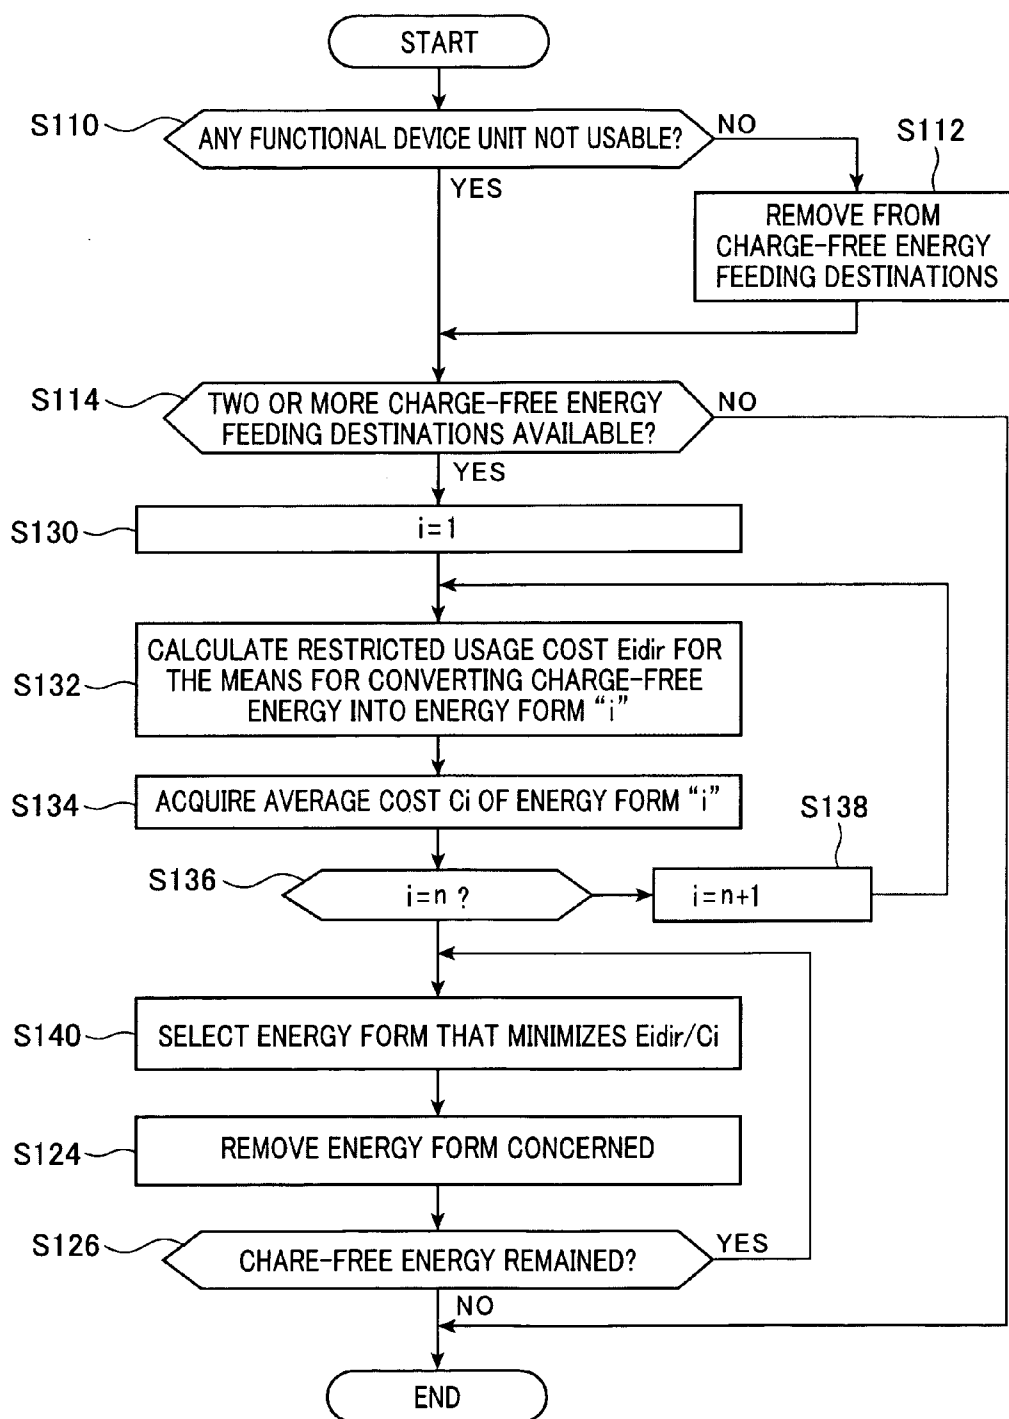 START
S110
ANY FUNCTIONAL DEVICE UNIT NOT USABLE?
NO
S112
YES
REMOVE FROM
CHARGE-FREE ENERGY
FEEDING DESTINATIONS
S114
TWO OR MORE CHARGE-FREE ENERGY
FEEDING DESTINATIONS AVAILABLE?
NO
YES
S130
i=1
S132
CALCULATE RESTRICTED USAGE COST Eidir FOR
THE MEANS FOR CONVERTING CHARGE-FREE
ENERGY INTO ENERGY FORM “i”
S134
ACQUIRE AVERAGE COST Ci OF ENERGY FORM “i”
S138
S136
i=n ?
i=n+1
S140
SELECT ENERGY FORM THAT MINIMIZES Eidir/Ci
S124
REMOVE ENERGY FORM CONCERNED
S126
CHARE-FREE ENERGY REMAINED?
YES
NO
END